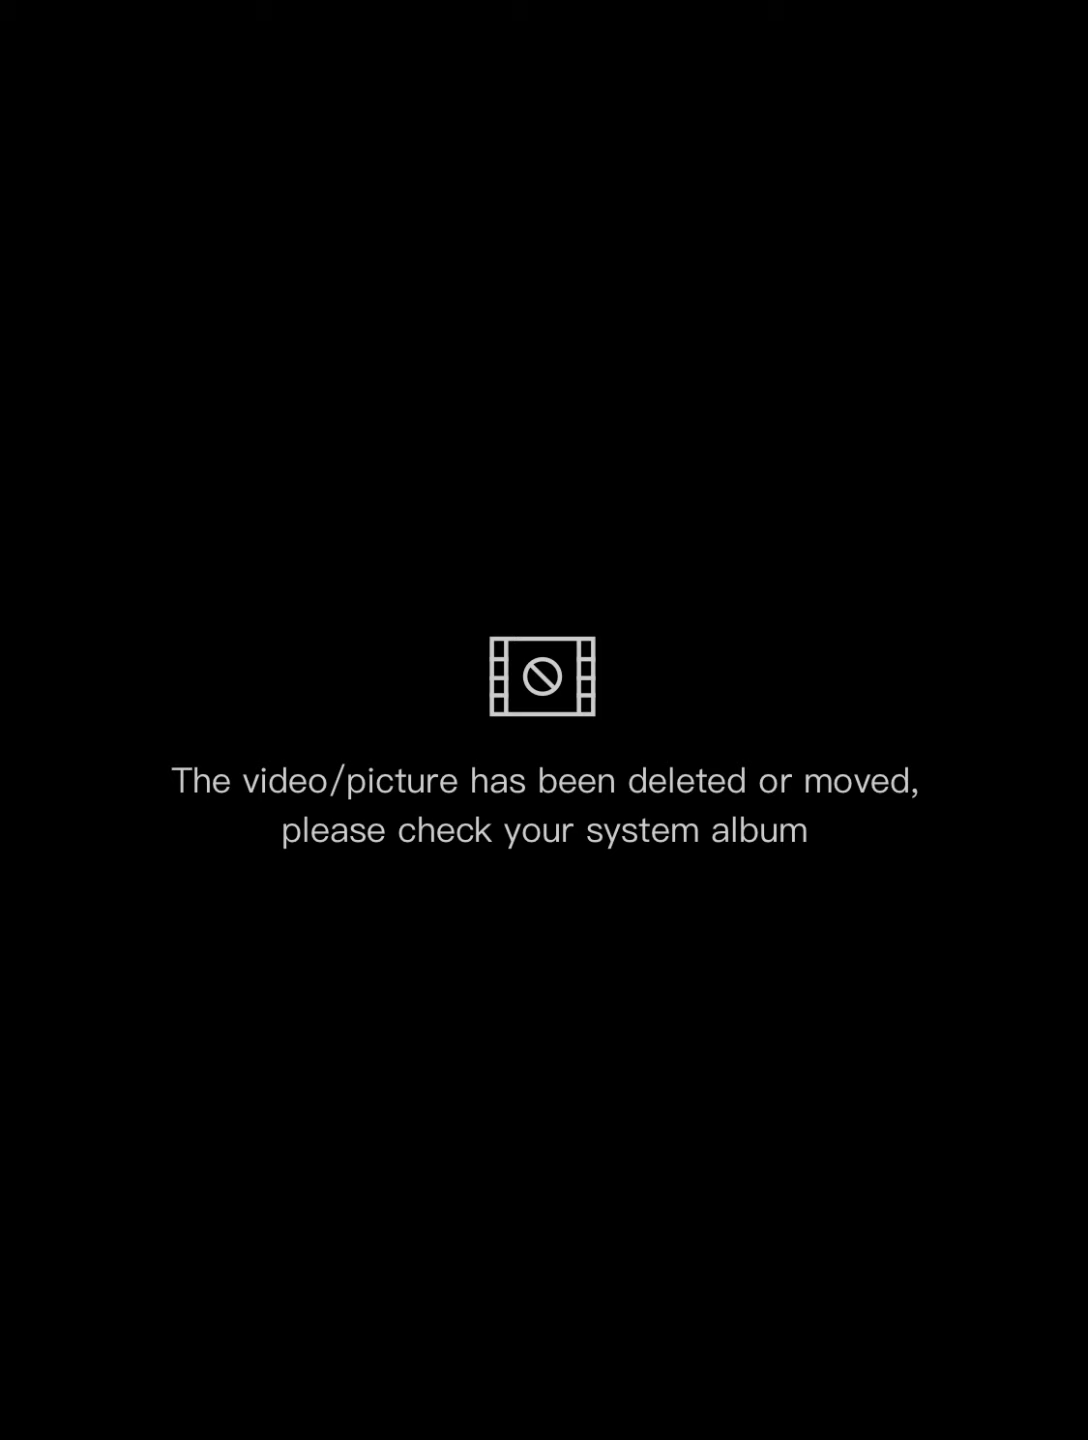 The video/picture has been deleted or moved,
please check your system album